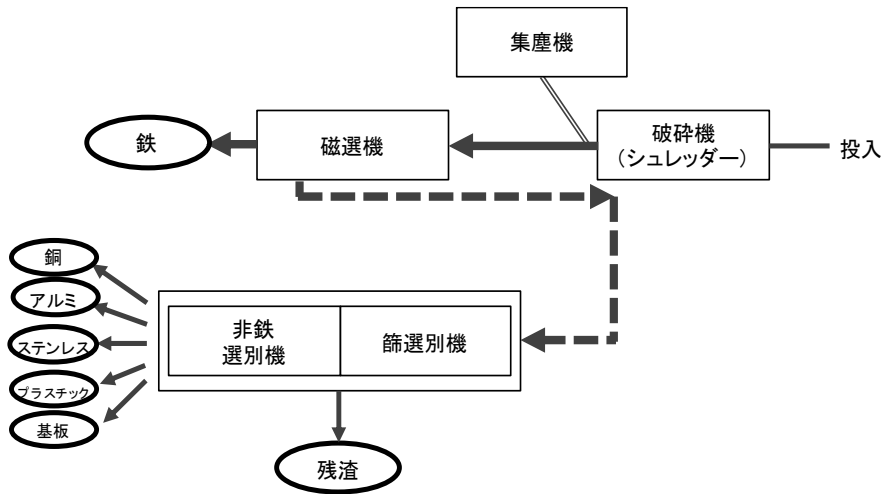 集塵機
鉄
磁選機
破砕機
(シュレッダー)
投入
銅
アルミ
ステンレス
プラスチック
基板
非鉄
選別機
篩選別機
残渣